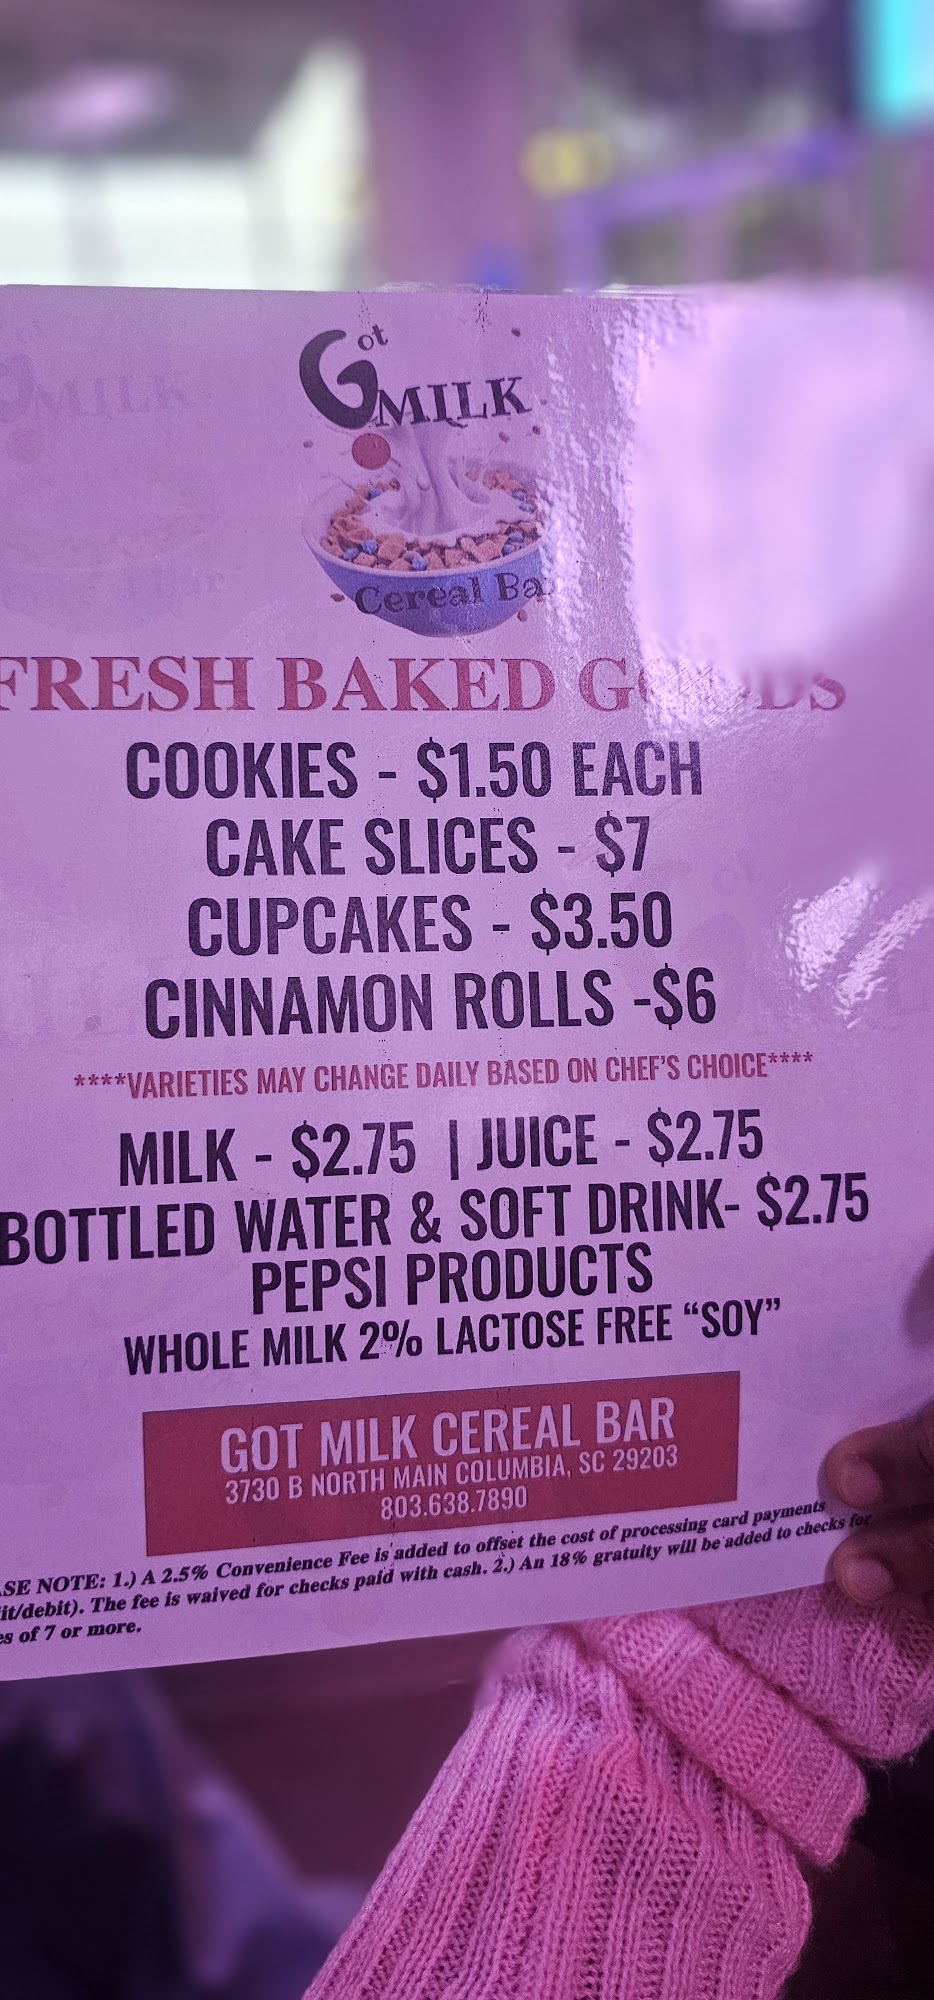 Got
MILK
Cereal Ba
FRESH BAKED GOODS
COOKIES - $1.50 EACH
CAKE SLICES - $7
CUPCAKES - $3.50
CINNAMON ROLLS -$6
****VARIETIES MAY CHANGE DAILY BASED ON CHEF'S CHOICE****
MILK - $2.75 | JUICE - $2.75
BOTTLED WATER & SOFT DRINK- $2.75
PEPSI PRODUCTS
WHOLE MILK 2% LACTOSE FREE "SOY"
GOT MILK CEREAL BAR
3730 B NORTH MAIN COLUMBIA, SC 29203
803.638.7890
ASE NOTE: 1.) A 2.5% Convenience Fee is added to offset the cost of processing card payments
it/debit). The fee is waived for checks paid with cash. 2.) An 18% gratuity will be added to checks for
es of 7 or more.